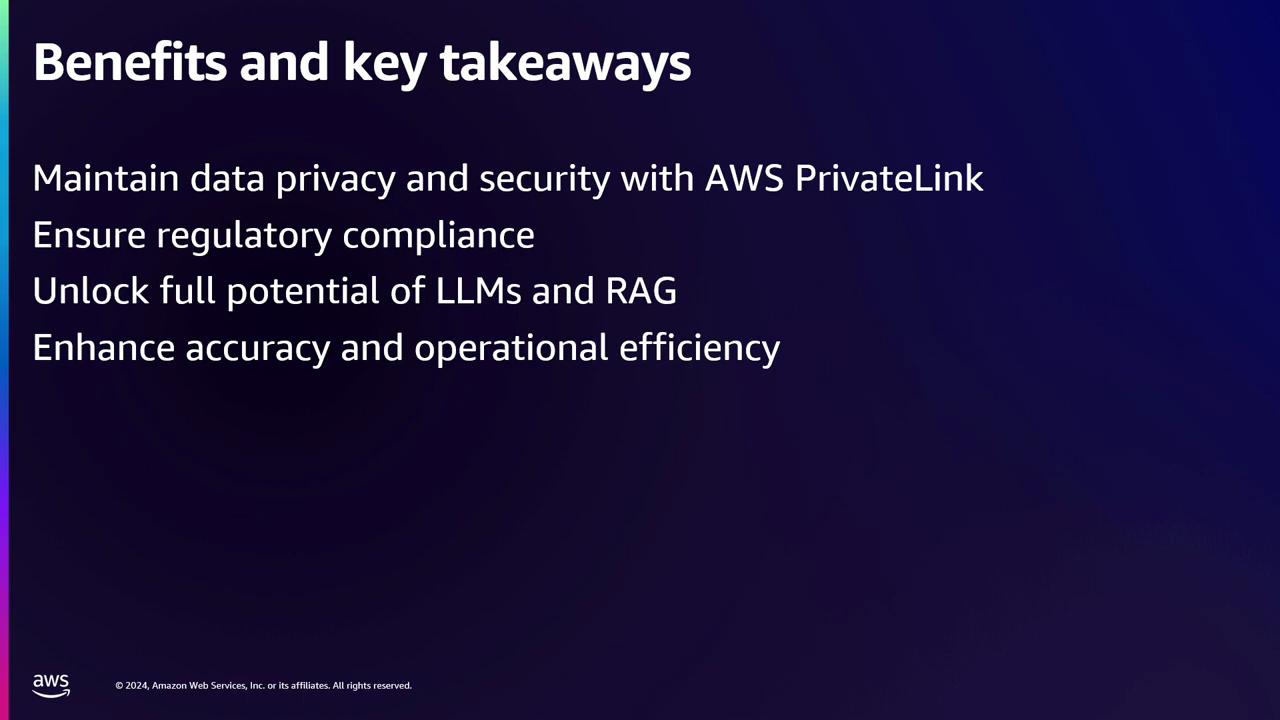 Benefits and key takeaways
Maintain data privacy and security with AWS PrivateLink
Ensure regulatory compliance
Unlock full potential of LLMs and RAG
Enhance accuracy and operational efficiency
aws
© 2024, Amazon Web Services, Inc. or its affiliates. All rights reserved.